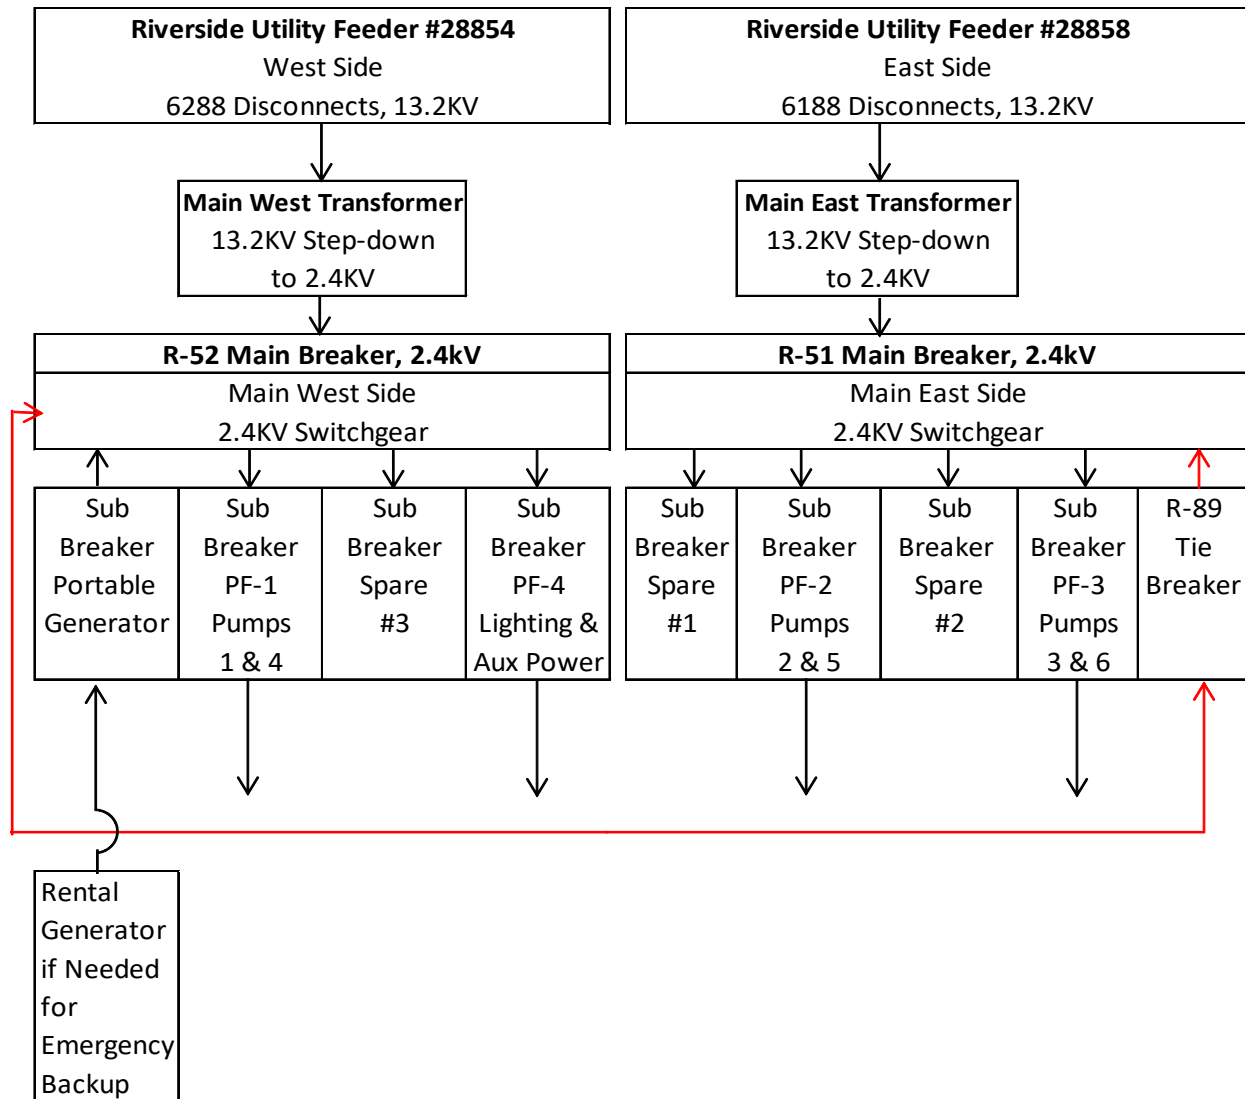 Riverside Utility Feeder #28854
West Side
6288 Disconnects, 13.2KV
Riverside Utility Feeder #28858
East Side
6188 Disconnects, 13.2KV
Main West Transformer
13.2KV Step-down
to 2.4KV
Main East Transformer
13.2KV Step-down
to 2.4KV
R-52 Main Breaker, 2.4kV
Main West Side
2.4KV Switchgear
R-51 Main Breaker, 2.4kV
Main East Side
2.4KV Switchgear
Sub
Breaker
Portable
Generator
Sub
Breaker
PF-1
Pumps
1 & 4
Sub
Breaker
Spare
#3
Sub
Breaker
PF-4
Lighting &
Aux Power
Sub
Breaker
Spare
#1
Sub
Breaker
PF-2
Pumps
2 & 5
Sub
Breaker
Spare
#2
Sub
Breaker
PF-3
Pumps
3 & 6
R-89
Tie
Breaker
Rental
Generator
if Needed
for
Emergency
Backup